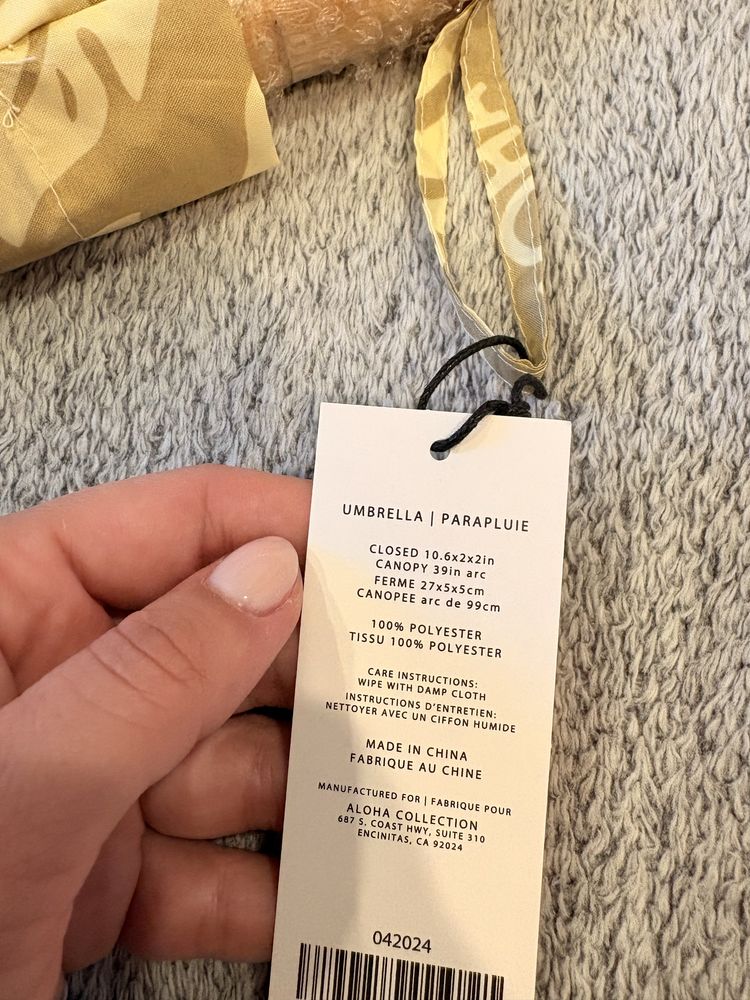 UMBRELLA | PARAPLUIE
CLOSED 10.6x2x2in
CANOPY 39in arc
FERME 27x5x5cm
CANOPEE arc de 99cm
100% POLYESTER
TISSU 100% POLYESTER
CARE INSTRUCTIONS:
WIPE WITH DAMP CLOTH
INSTRUCTIONS D'ENTRETIEN:
NETTOYER AVEC UN CIFFON HUMIDE
MADE IN CHINA
FABRIQUE AU CHINE
MANUFACTURED FOR | FABRIQUE POUR
ALOHA COLLECTION
687 S. COAST HWY, SUITE 310
ENCINITAS, CA 92024
042024